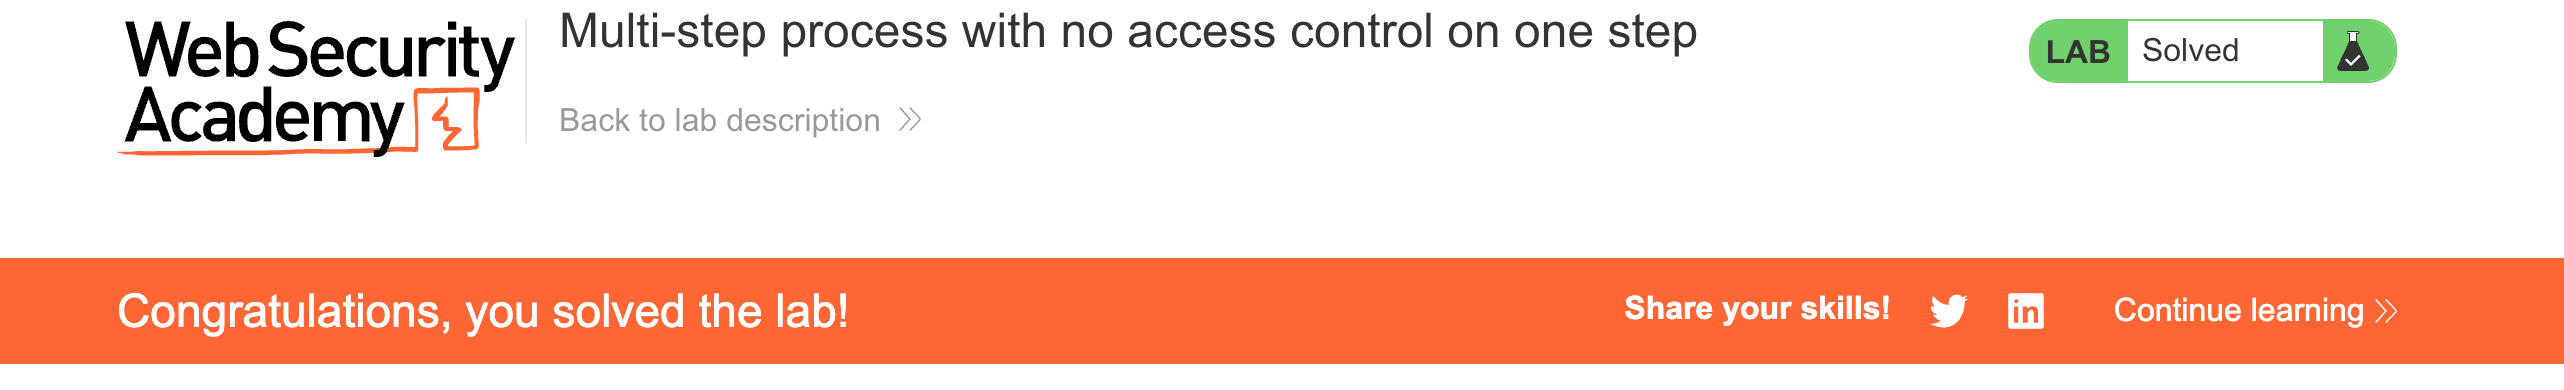 Web Security
Academy
Multi-step process with no access control on one step
Back to lab description
LAB Solved
Congratulations, you solved the lab!
Share your skills!
in
Continue learning